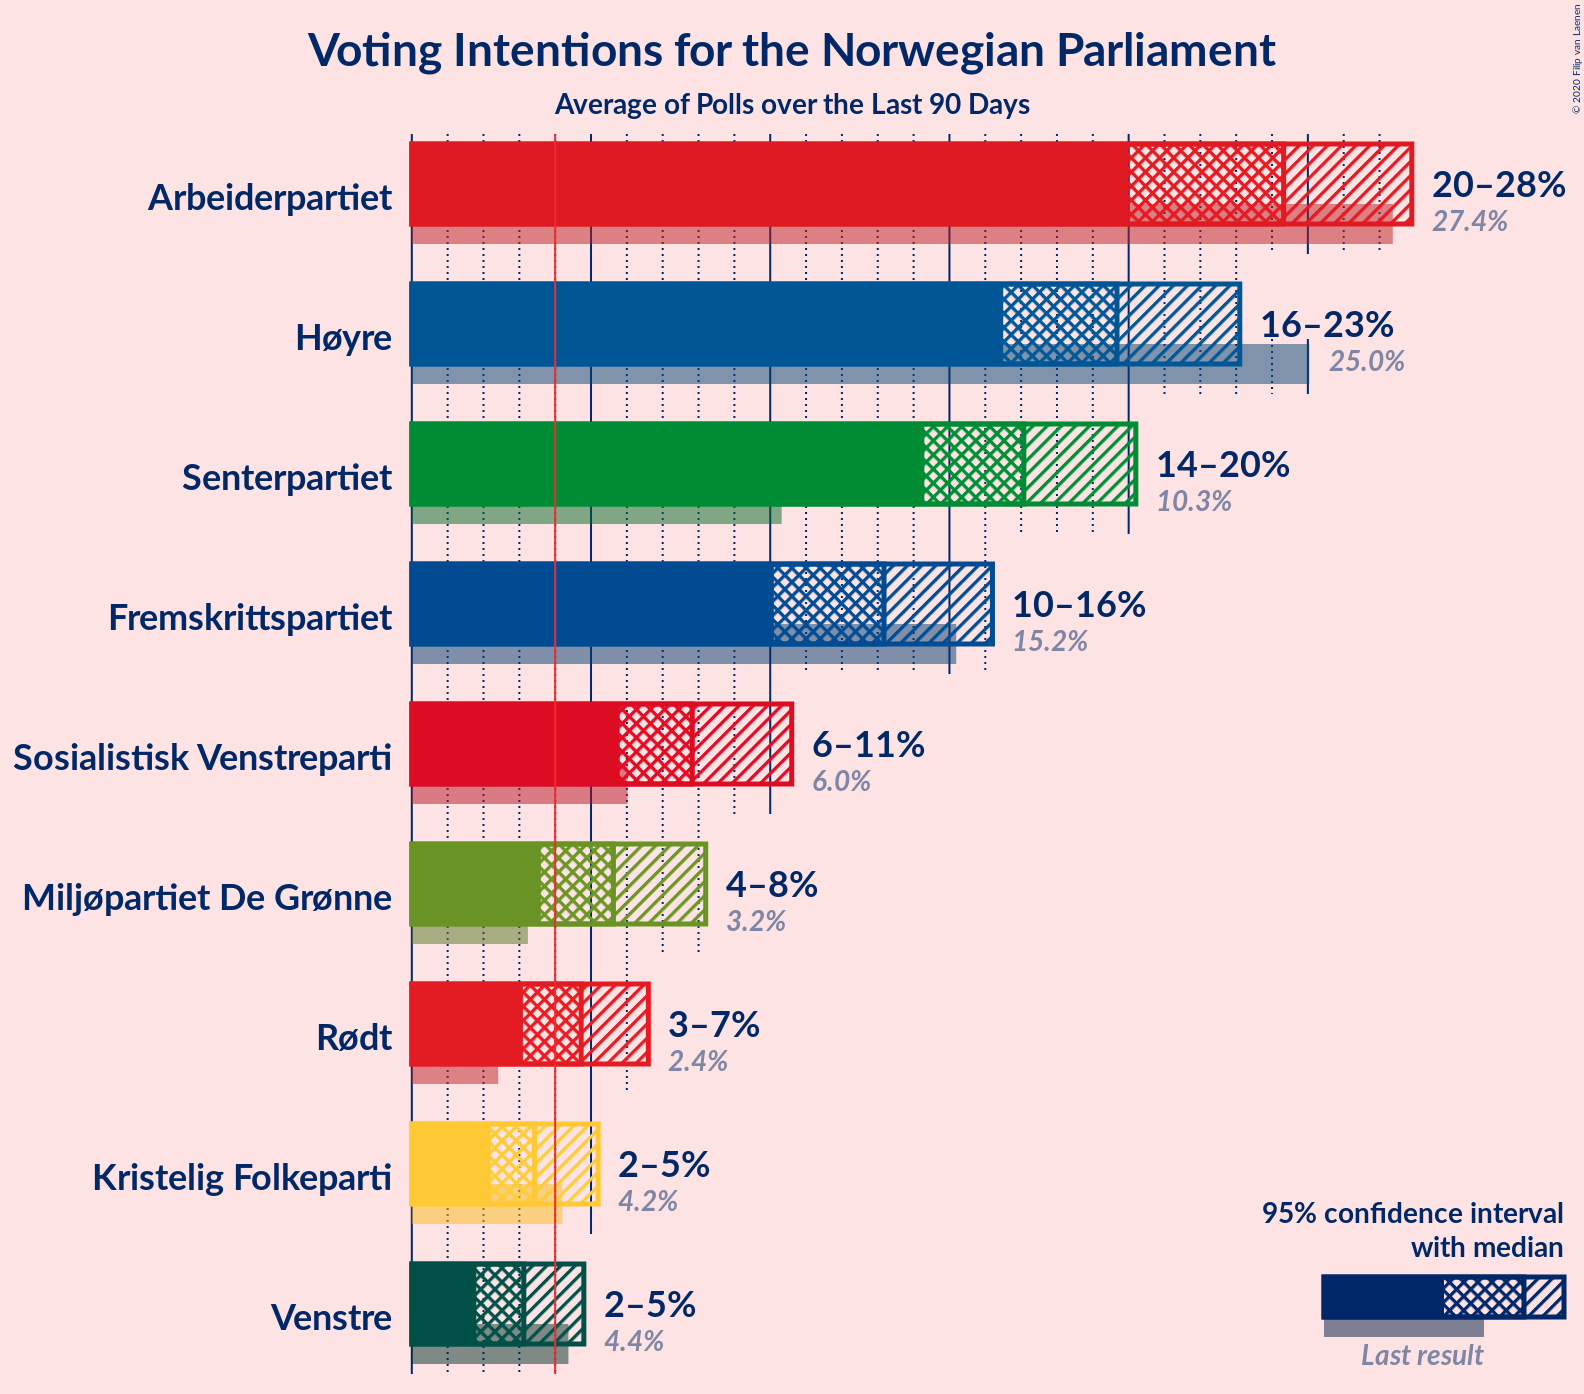 Voting Intentions for the Norwegian Parliament
Average of Polls over the Last 90 Days
© 2020 Filip van Laenen
Arbeiderpartiet
20–28%
27.4%
Høyre
16–23%
25.0%
Senterpartiet
14–20%
10.3%
Fremskrittspartiet
10–16%
15.2%
Sosialistisk Venstreparti
6–11%
6.0%
Miljøpartiet De Grønne
4–8%
3.2%
Rødt
3–7%
2.4%
Kristelig Folkeparti
2–5%
4.2%
Venstre
2–5%
4.4%
95% confidence interval
with median
Last result